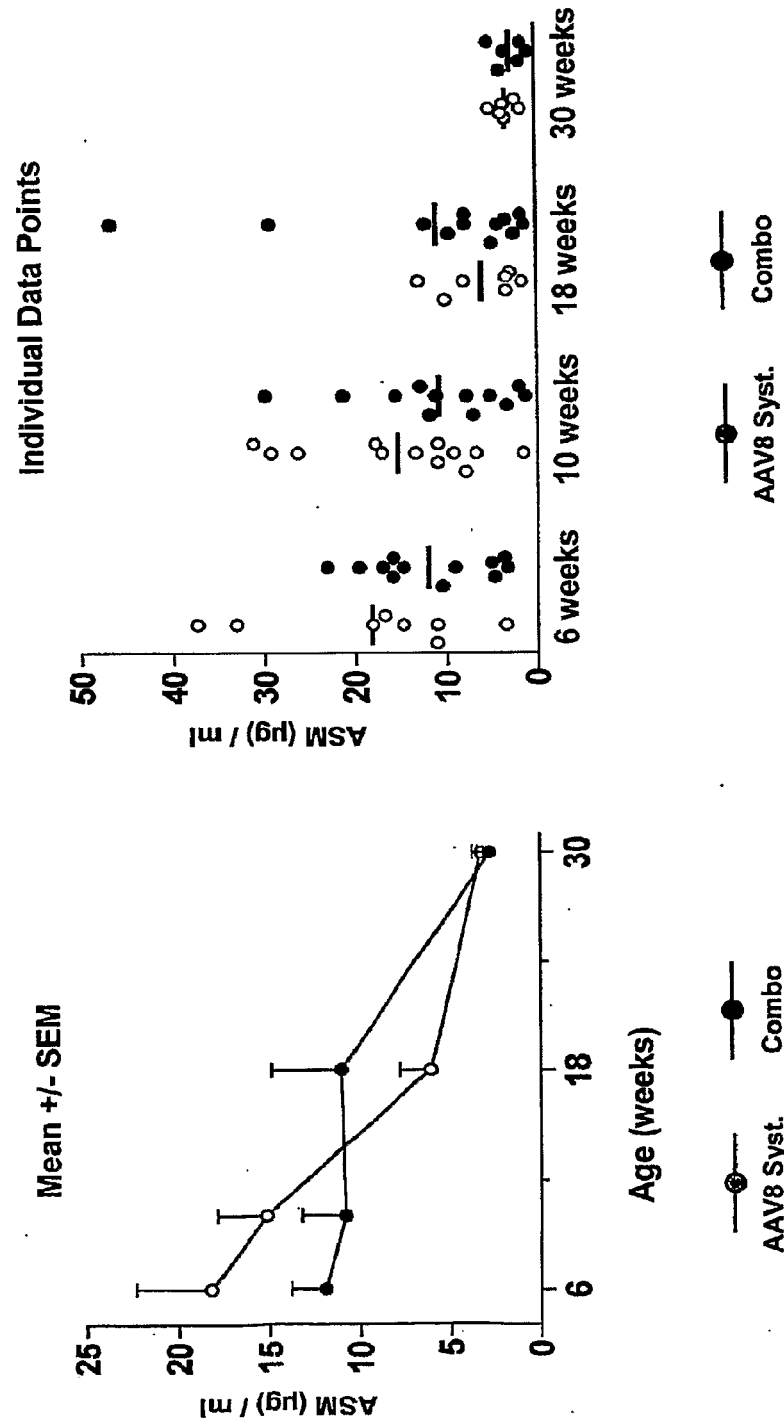 Mean +/- SEM
ASM (µg) / ml
25
20
15
10
5
0
6
18
30
Age (weeks)
AAV8 Syst.
Combo
Individual Data Points
ASM (µg) / ml
50
40
30
20
10
0
6 weeks
10 weeks
18 weeks
30 weeks
AAV8 Syst.
Combo